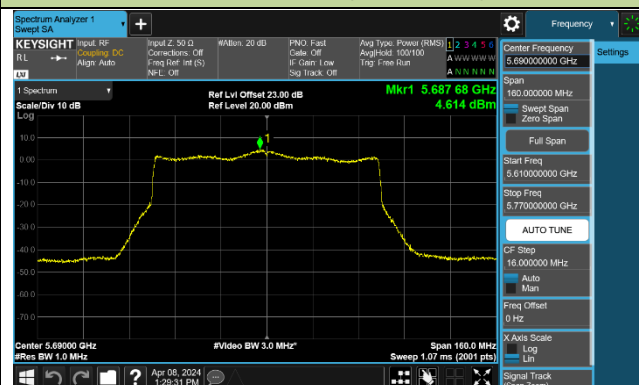 Spectrum Analyzer 1
Swept SA
Frequency
KEYSIGHT
RL
LXI
Input: RF
Coupling: DC
Align: Auto
Input Z: 50 Ω
Corrections: Off
Freq Ref: Int (S)
NFE: Off
#Atten: 20 dB
PNO: Fast
Gate: Off
IF Gain: Low
Sig Track: Off
Avg Type: Power (RMS)
Avg|Hold: 100/100
Trig: Free Run
1 2 3 4 5 6
A W W W W W
A N N N N N
1 Spectrum
Scale/Div 10 dB
Log
Ref Lvl Offset 23.00 dB
Ref Level 20.00 dBm
Mkr1 5.687 68 GHz
4.614 dBm
1
10.0
0.00
-10.0
-20.0
-30.0
-40.0
-50.0
-60.0
-70.0
Center 5.69000 GHz
#Res BW 1.0 MHz
#Video BW 3.0 MHz*
Span 160.0 MHz
Sweep 1.07 ms (2001 pts)
Apr 08, 2024
1:29:31 PM
Center Frequency
5.690000000 GHz
Settings
Span
160.000000 MHz
Swept Span
Zero Span
Full Span
Start Freq
5.610000000 GHz
Stop Freq
5.770000000 GHz
AUTO TUNE
CF Step
16.000000 MHz
Auto
Man
Freq Offset
0 Hz
X Axis Scale
Log
Lin
Signal Track